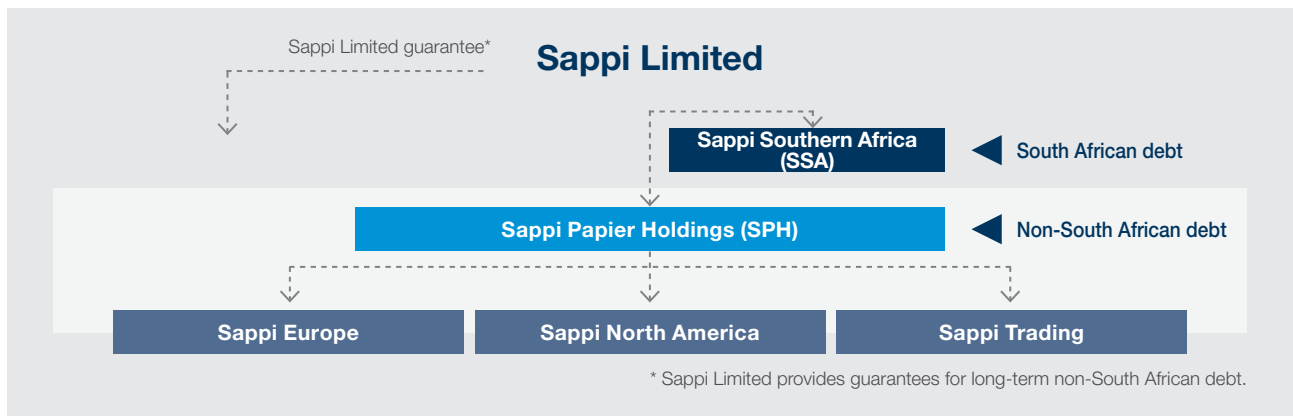 Sappi Limited guarantee*
Sappi Limited
Sappi Southern Africa
(SSA)
South African debt
Sappi Papier Holdings (SPH)
Non-South African debt
Sappi Europe
Sappi North America
Sappi Trading
* Sappi Limited provides guarantees for long-term non-South African debt.